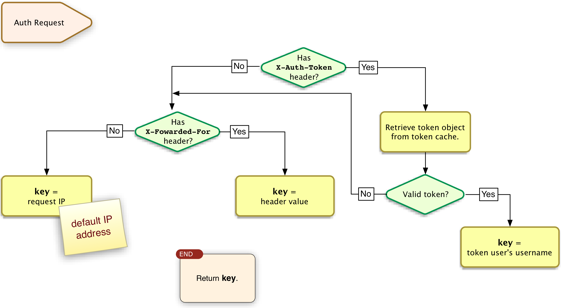 Auth Request
Has
X-Auth-Token
header?
No
Yes
Has
X-Fowarded-For
header?
No
Yes
Retrieve token object
from token cache.
key =
request IP
default IP
address
key =
header value
Valid token?
No
Yes
key =
token user's username
END
Return key.